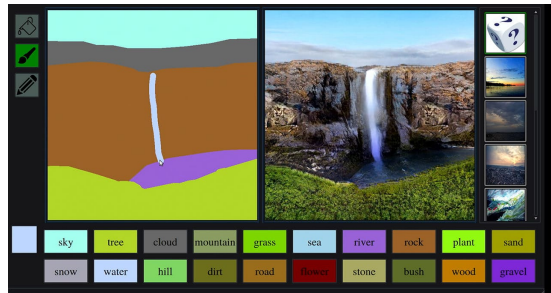 sky tree cloud mountain grass sea river rock plant sand
snow water hill dirt road flower stone bush wood gravel